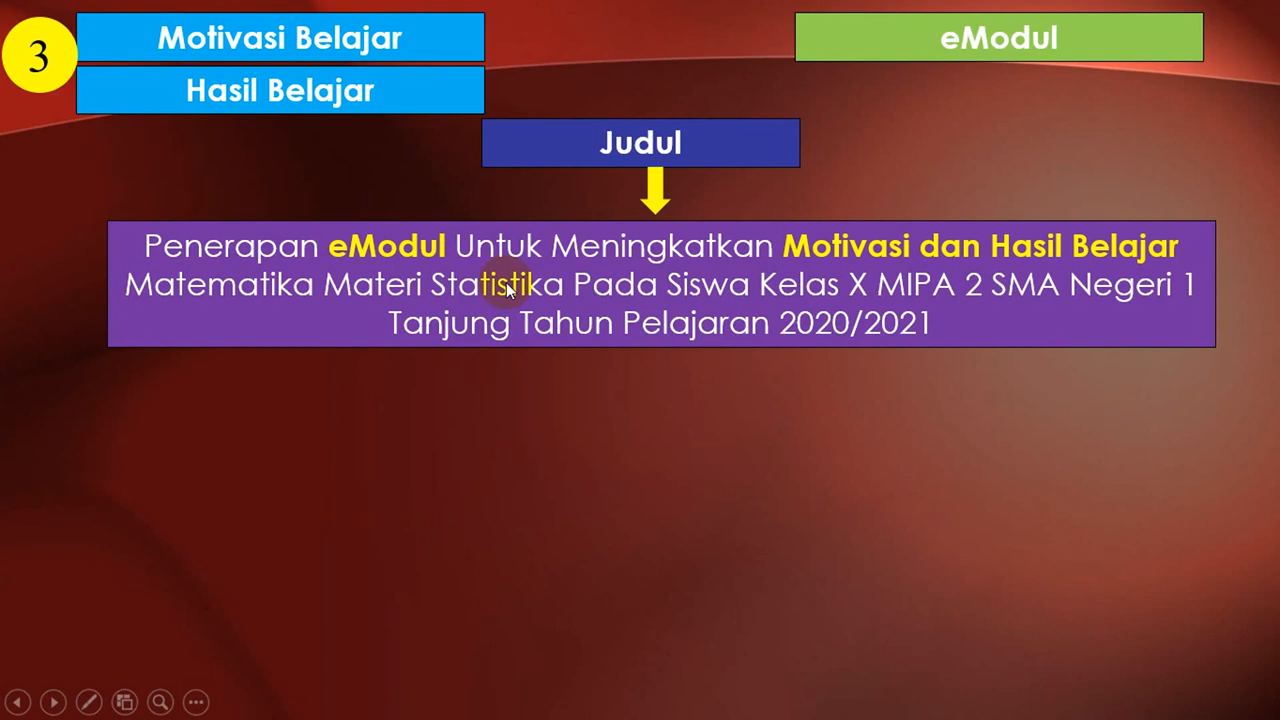 3
Motivasi Belajar
Hasil Belajar
eModul
Judul
Penerapan eModul Untuk Meningkatkan Motivasi dan Hasil Belajar
Matematika Materi Statistika Pada Siswa Kelas X MIPA 2 SMA Negeri 1
Tanjung Tahun Pelajaran 2020/2021